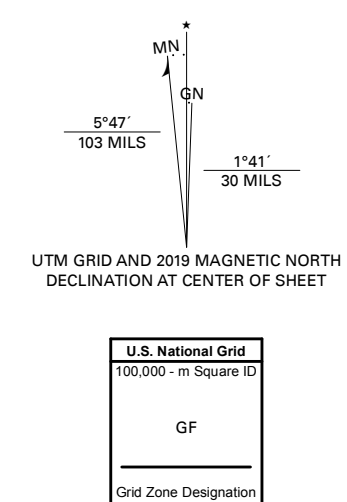 ★
MN
GN
5°47´
103 MILS
1°41´
30 MILS
UTM GRID AND 2019 MAGNETIC NORTH
DECLINATION AT CENTER OF SHEET
U.S. National Grid
100,000 - m Square ID
GF
Grid Zone Designation